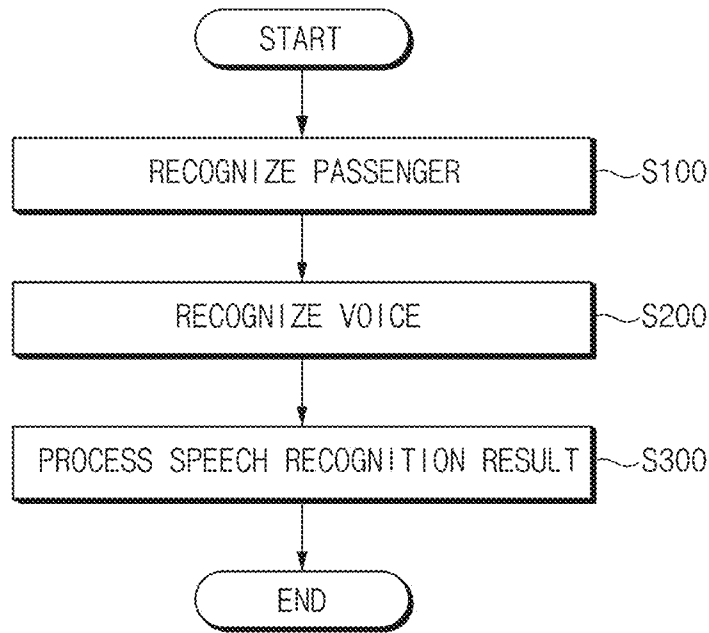 START
RECOGNIZE PASSENGER
S100
RECOGNIZE VOICE
S200
PROCESS SPEECH RECOGNITION RESULT
S300
END